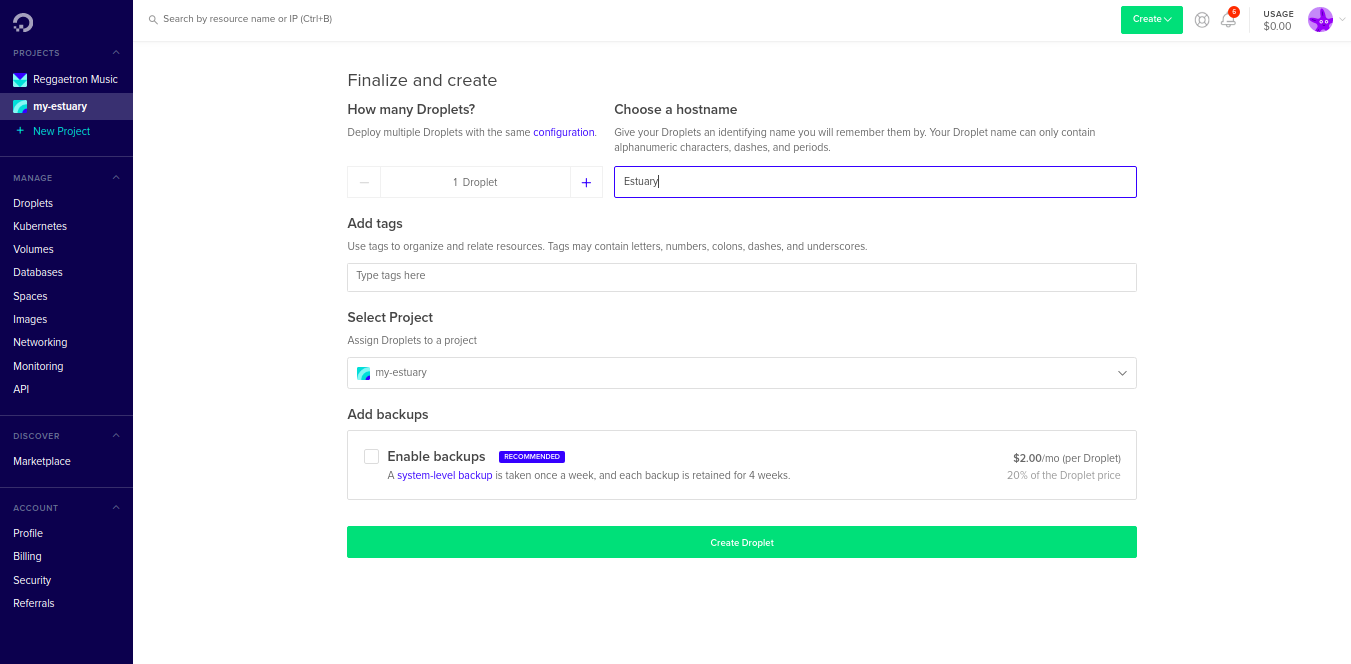 Search by resource name or IP (Ctrl+B)
Create
6
USAGE
$0.00
PROJECTS
Reggaetron Music
my-estuary
+ New Project
MANAGE
Droplets
Kubernetes
Volumes
Databases
Spaces
Images
Networking
Monitoring
API
DISCOVER
Marketplace
ACCOUNT
Profile
Billing
Security
Referrals
Finalize and create
How many Droplets?
Deploy multiple Droplets with the same configuration.
1 Droplet
Choose a hostname
Give your Droplets an identifying name you will remember them by. Your Droplet name can only contain
alphanumeric characters, dashes, and periods.
Estuary
Add tags
Use tags to organize and relate resources. Tags may contain letters, numbers, colons, dashes, and underscores.
Type tags here
Select Project
Assign Droplets to a project
my-estuary
Add backups
Enable backups RECOMMENDED
A system-level backup is taken once a week, and each backup is retained for 4 weeks.
$2.00/mo (per Droplet)
20% of the Droplet price
Create Droplet